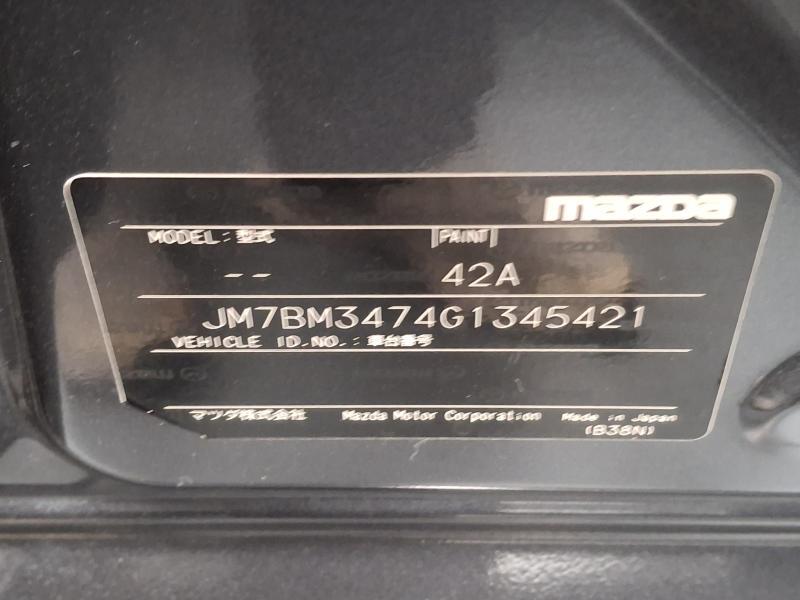 mazda
MODEL : 型式 PAINT
-- 42A
JM7BM3474G1345421
VEHICLE ID.NO. : 車台番号
マツダ株式会社 Mazda Motor Corporation Made in Japan
(B38N)